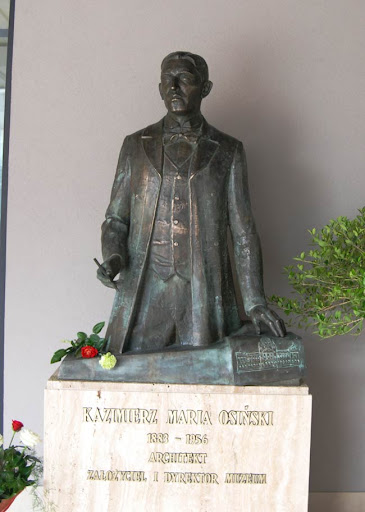 KAZIMIERZ MARIA OSIŃSKI
1883 - 1956
ARCHITEKT
ZAŁOŻYCIEL I DYREKTOR MUZEUM